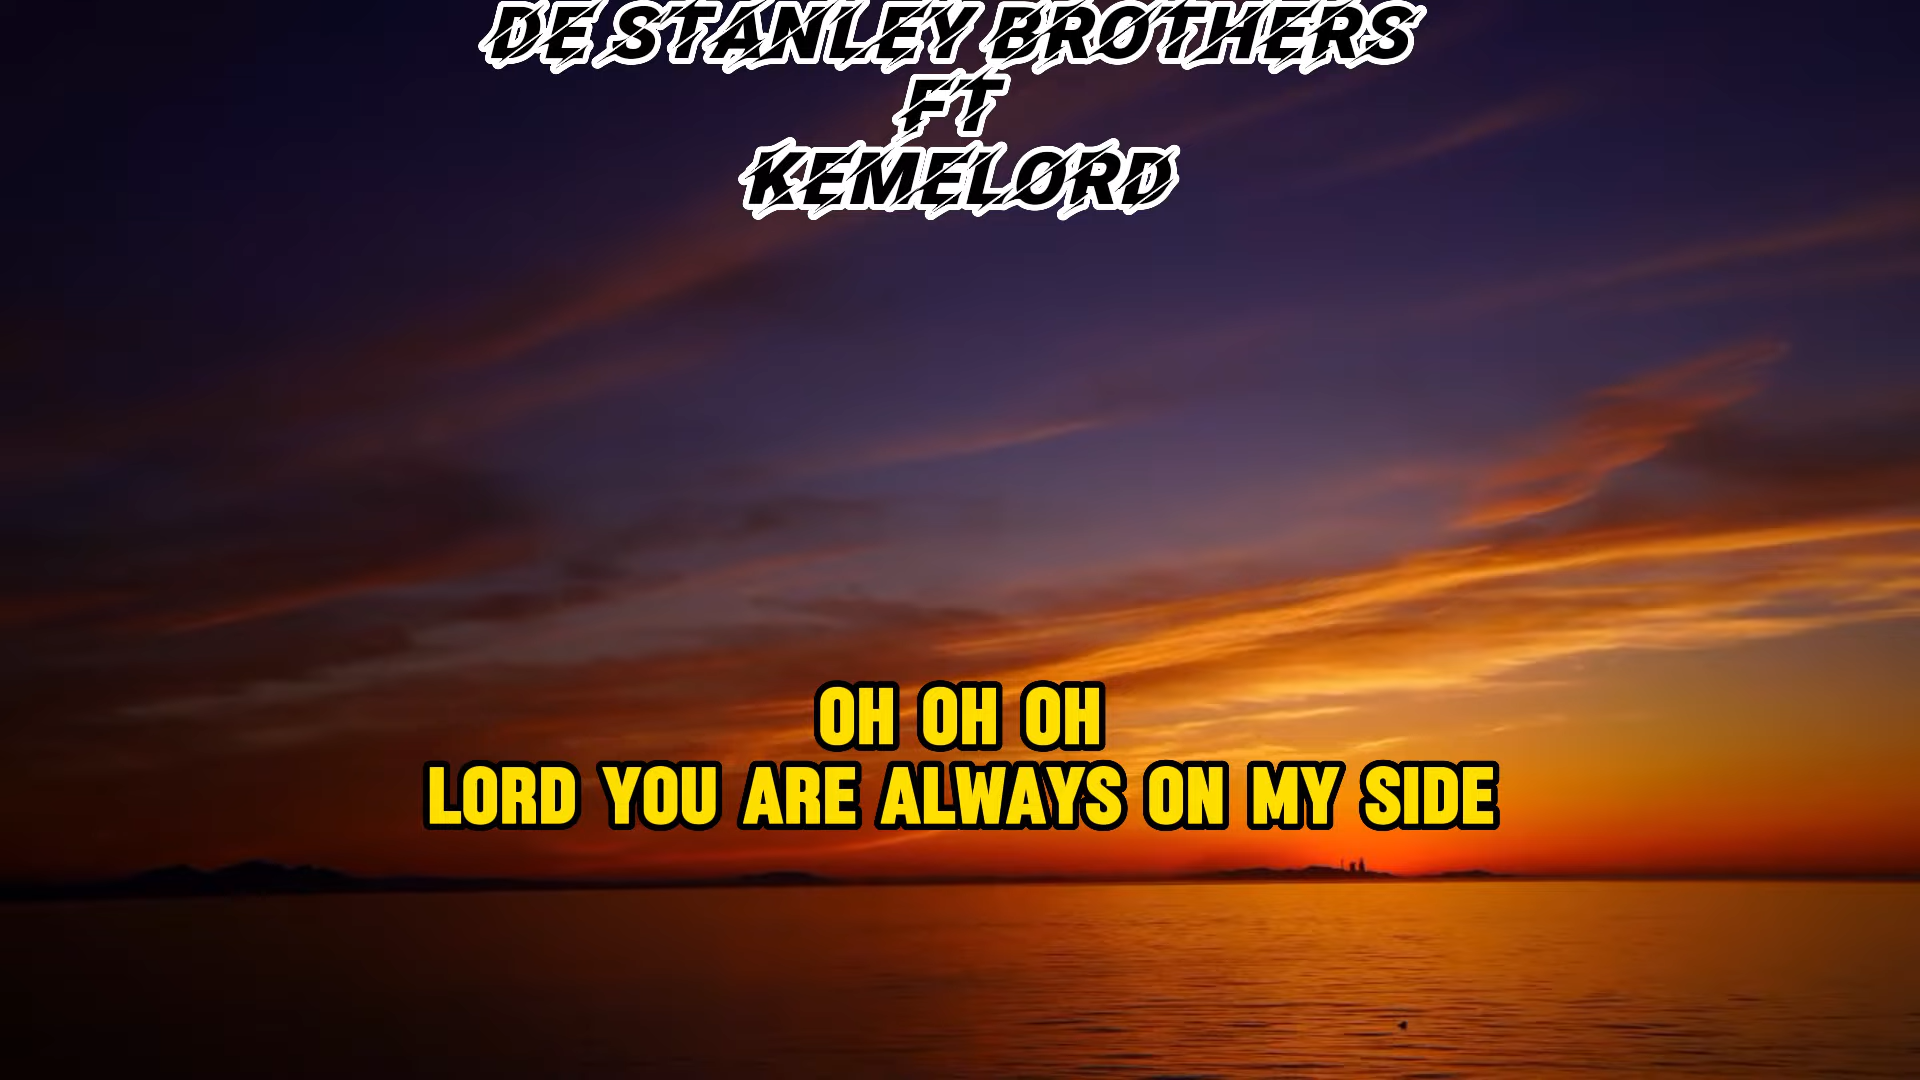 DE STANLEY BROTHERS
FT
KEMELORD
OH OH OH
LORD YOU ARE ALWAYS ON MY SIDE